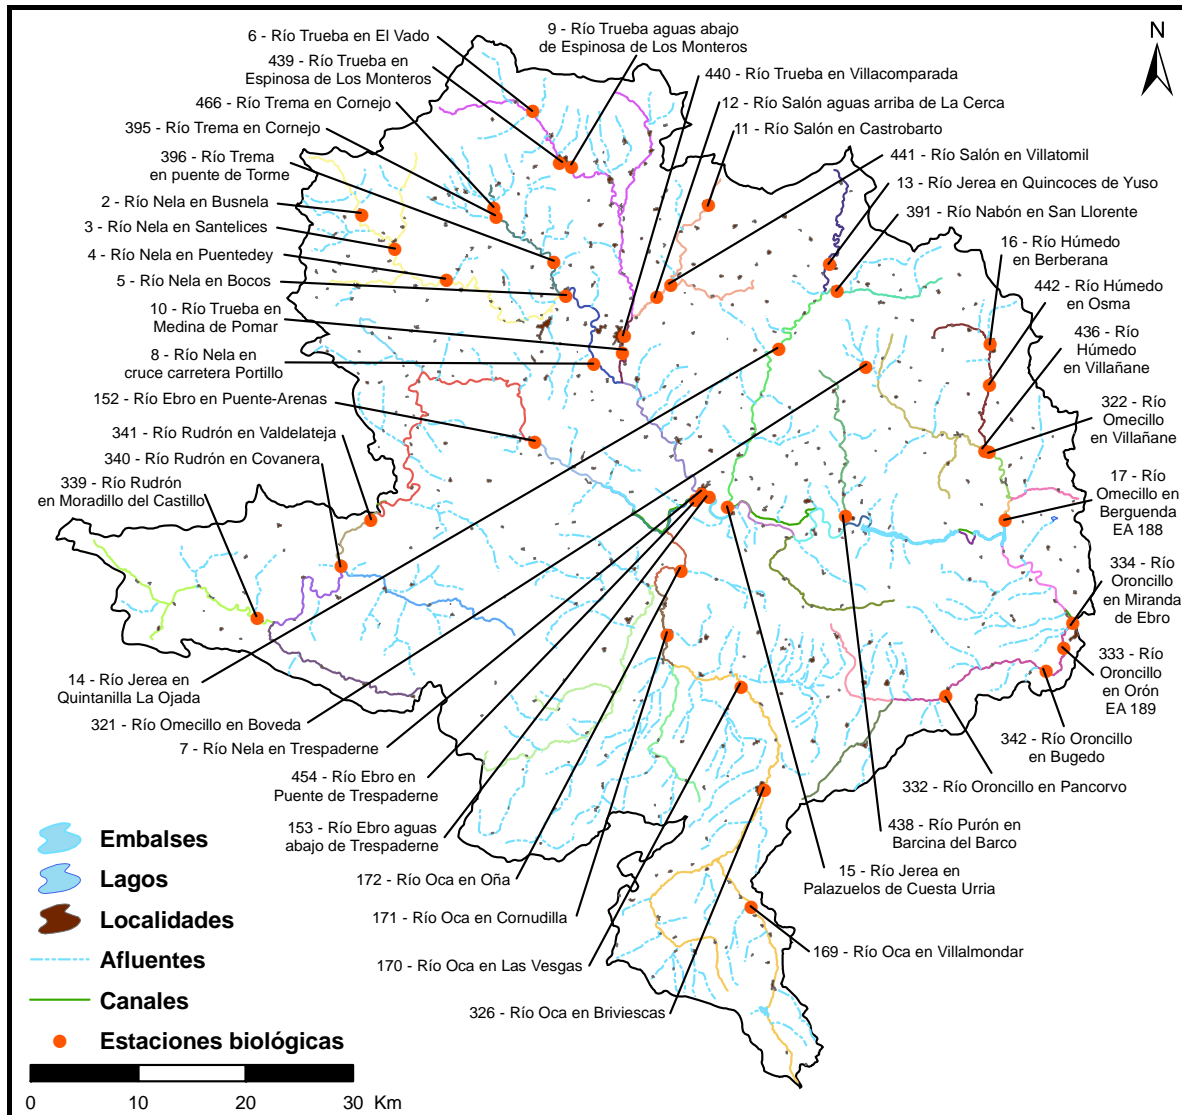 6 - Río Trueba en El Vado
9 - Río Trueba aguas abajo
de Espinosa de Los Monteros
N
439 - Río Trueba en
Espinosa de Los Monteros
440 - Río Trueba en Villacomparada
466 - Río Trema en Cornejo
12 - Río Salón aguas arriba de La Cerca
395 - Río Trema en Cornejo
11 - Río Salón en Castrobarto
396 - Río Trema
en puente de Torme
441 - Río Salón en Villatomil
13 - Río Jerea en Quincoces de Yuso
2 - Río Nela en Busnela
391 - Río Nabón en San Llorente
3 - Río Nela en Santelices
16 - Río Húmedo
en Berberana
4 - Río Nela en Puentedey
442 - Río Húmedo
en Osma
5 - Río Nela en Bocos
10 - Río Trueba en
Medina de Pomar
436 - Río
Húmedo
en Villañane
8 - Río Nela en
cruce carretera Portillo
152 - Río Ebro en Puente-Arenas
322 - Río
Omecillo
en Villañane
341 - Río Rudrón en Valdelateja
340 - Río Rudrón en Covanera
339 - Río Rudrón
en Moradillo del Castillo
17 - Río
Omecillo en
Berguenda
EA 188
334 - Río
Oroncillo
en Miranda
de Ebro
333 - Río
Oroncillo
en Orón
EA 189
14 - Río Jerea en
Quintanilla La Ojada
321 - Río Omecillo en Boveda
7 - Río Nela en Trespaderne
342 - Río Oroncillo
en Bugedo
454 - Río Ebro en
Puente de Trespaderne
332 - Río Oroncillo en Pancorvo
153 - Río Ebro aguas
abajo de Trespaderne
438 - Río Purón en
Barcina del Barco
172 - Río Oca en Oña
15 - Río Jerea en
Palazuelos de Cuesta Urria
171 - Río Oca en Cornudilla
169 - Río Oca en Villalmondar
170 - Río Oca en Las Vesgas
326 - Río Oca en Briviescas
Embalses
Lagos
Localidades
Afluentes
Canales
Estaciones biológicas
0 10 20 30 Km